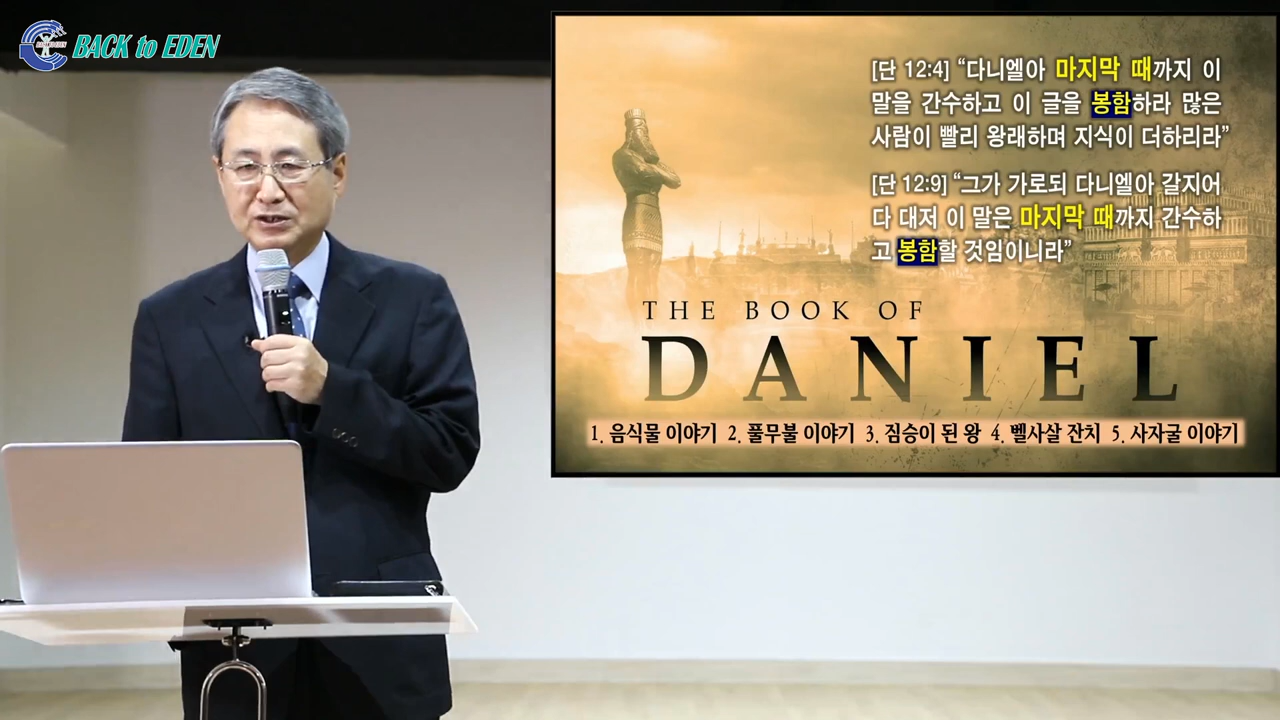 BACK to EDEN
[단 12:4] “다니엘아 마지막 때까지 이
말을 간수하고 이 글을 봉함하라 많은
사람이 빨리 왕래하며 지식이 더하리라”
[단 12:9] “그가 가로되 다니엘아 갈지어
다 대저 이 말은 마지막 때까지 간수하
고 봉함할 것임이니라”
THE BOOK OF
DANIEL
1. 음식물 이야기 2. 풀무불 이야기 3. 짐승이 된 왕 4. 벨사살 잔치 5. 사자굴 이야기